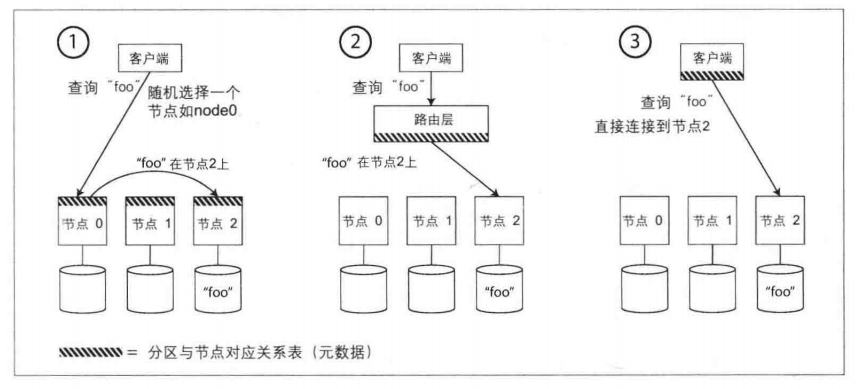 ①
客户端
查询 “foo”
随机选择一个
节点如node0
“foo” 在节点2上
节点 0
节点 1
节点 2
“foo”
②
客户端
查询 “foo”
路由层
“foo” 在节点2上
节点 0
节点 1
节点 2
“foo”
③
客户端
查询 “foo”
直接连接到节点2
节点 0
节点 1
节点 2
“foo”
= 分区与节点对应关系表（元数据）